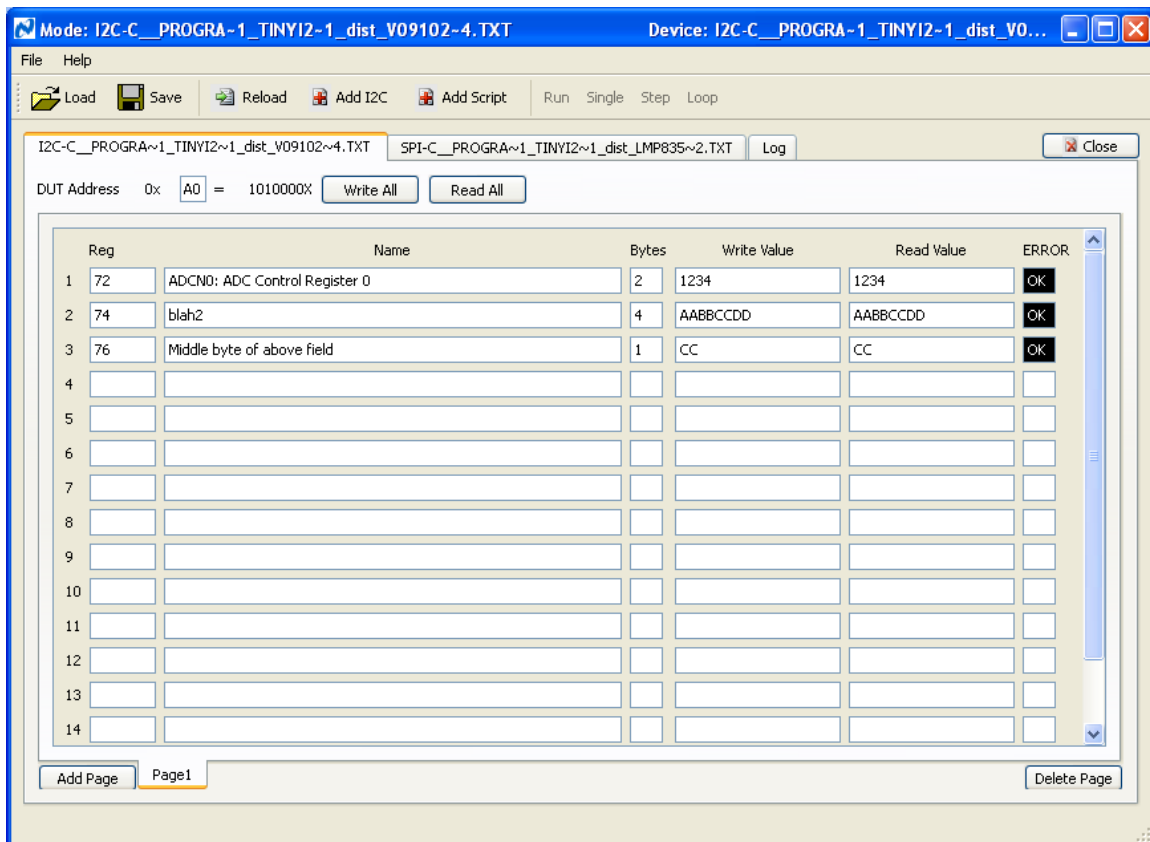 Mode: I2C-C__PROGRA~1_TINYI2~1_dist_V09102~4.TXT Device: I2C-C__PROGRA~1_TINYI2~1_dist_V0...
File Help
Load Save Reload Add I2C Add Script Run Single Step Loop
I2C-C__PROGRA~1_TINYI2~1_dist_V09102~4.TXT SPI-C__PROGRA~1_TINYI2~1_dist_LMP835~2.TXT Log Close
DUT Address 0x A0 = 1010000X Write All Read All
Reg Name Bytes Write Value Read Value ERROR
1 72 ADCN0: ADC Control Register 0 2 1234 1234 OK
2 74 blah2 4 AABBCCDD AABBCCDD OK
3 76 Middle byte of above field 1 CC CC OK
4
5
6
7
8
9
10
11
12
13
14
Add Page Page1 Delete Page